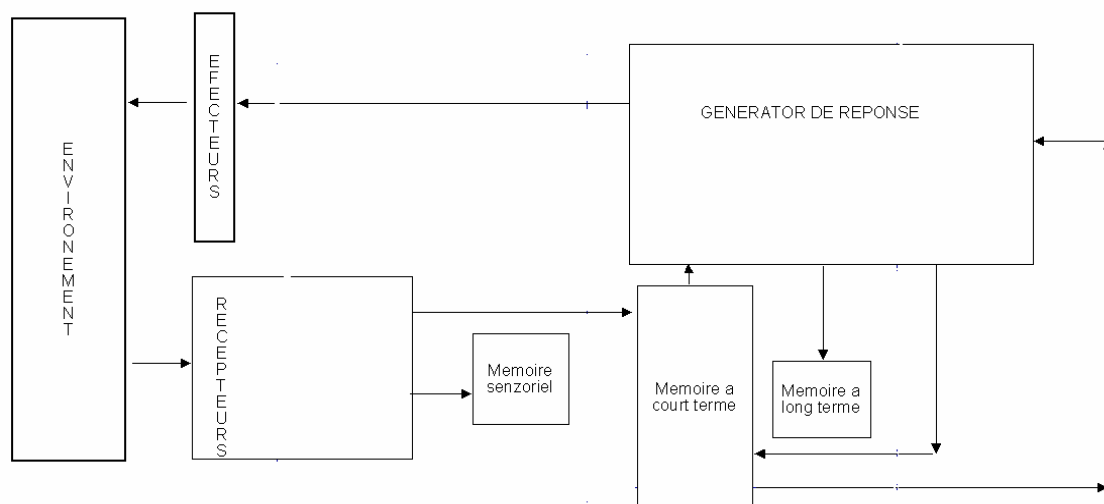 ENVIRONEMENT
EFECTEURS
GENERATOR DE REPONSE
RECEPTEURS
Memoire
senzoriel
Memoire a
court terme
Memoire a
long terme